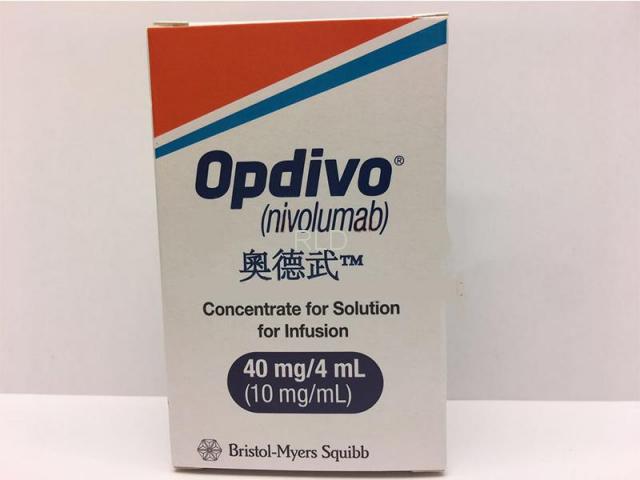 Opdivo®
(nivolumab)
RLD
奧德武™
Concentrate for Solution
for Infusion
40 mg/4 mL
(10 mg/mL)
Bristol-Myers Squibb